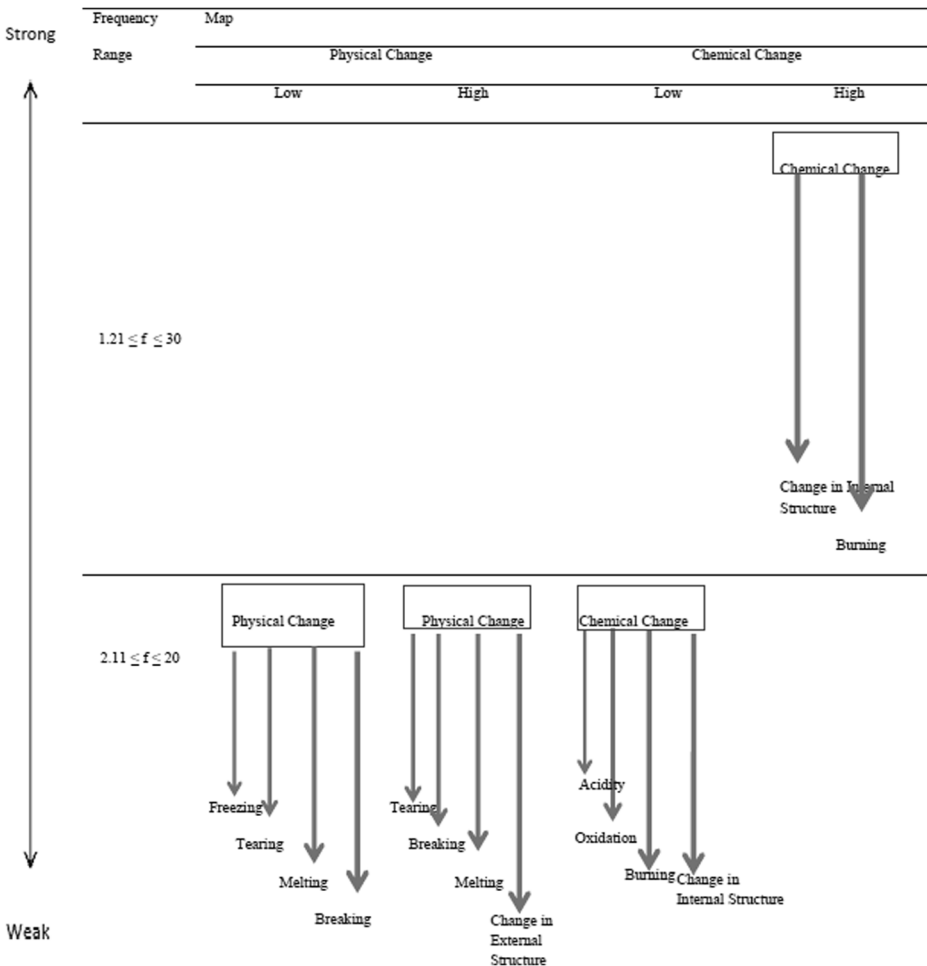 Strong
Frequency
Range
Map
Physical Change
Chemical Change
Low
High
Low
High
Chemical Change
1.21 ≤ f ≤ 30
Change in Internal
Structure
Burning
Physical Change
Physical Change
Chemical Change
2.11 ≤ f ≤ 20
Freezing
Tearing
Melting
Breaking
Tearing
Breaking
Melting
Change in
External
Structure
Acidity
Oxidation
Burning
Change in
Internal Structure
Weak